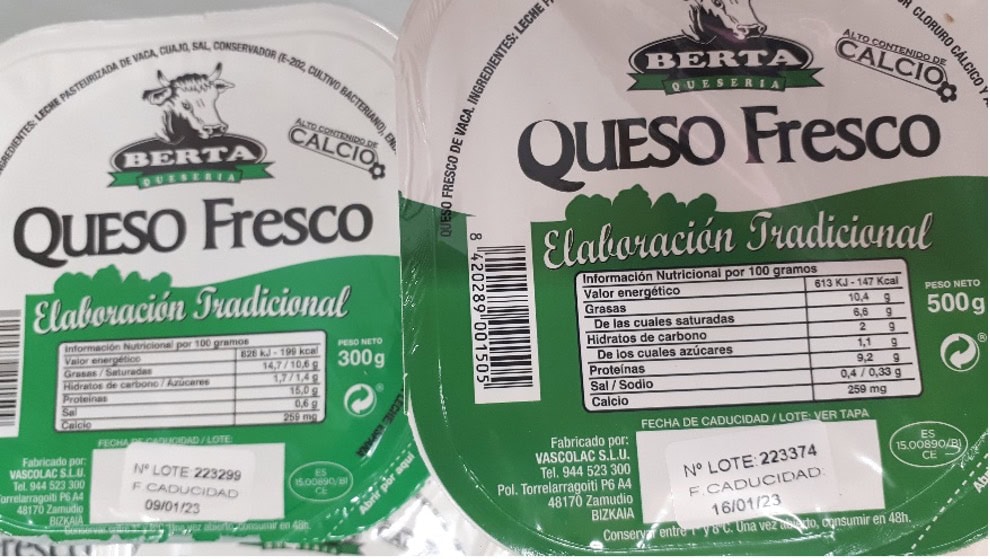 INGREDIENTES: LECHE PASTEURIZADA DE VACA, CUAJO, SAL, CONSERVADOR (E-202, CULTIVO BACTERIANO),
BERTA
QUESERIA
ALTO CONTENIDO DE
CALCIO
QUESO Fresco
Elaboración Tradicional
Información Nutricional por 100 gramos
Valor energético 828 kJ - 199 kcal
Grasas / Saturadas 14,7 / 10,6 g
Hidratos de carbono / Azúcares 1,7 / 1,4 g
Proteinas 15,0 g
Sal 0,6 g
Calcio 259 mg
PESO NETO
300g
FECHA DE CADUCIDAD / LOTE:
Fabricado por:
VASCOLAC S.L.U.
Tel. 944 523 300
Torrelarragoiti P6 A4
48170 Zamudio
BIZKAIA
Nº LOTE 223299
F. CADUCIDAD
09/01/23
ES
15.00890/BI
CE
Abrir por aquí
QUESO FRESCO DE VACA. INGREDIENTES: LECHE
CLORURO CÁLCICO Y
BERTA
QUESERIA
ALTO CONTENIDO DE
CALCIO
QUESO Fresco
Elaboración Tradicional
8 420289 001505
Información Nutricional por 100 gramos
Valor energético 613 KJ - 147 Kcal
Grasas 10,4 g
De las cuales saturadas 6,6 g
Hidratos de carbono 2 g
De los cuales azúcares 1,1 g
Proteínas 9,2 g
Sal / Sodio 0,4 / 0,33 g
Calcio 259 mg
PESO NETO
500g
FECHA DE CADUCIDAD / LOTE: VER TAPA
Fabricado por:
VASCOLAC S.L.U.
Tel. 944 523 300
Pol. Torrelarragoiti P6 A4
48170 Zamudio
BIZKAIA
Nº LOTE: 223374
F. CADUCIDAD:
16/01/23
ES
15.00890/BI
CE
Conservar entre 1º y 8ºC. Una vez abierto, consumir en 48h.